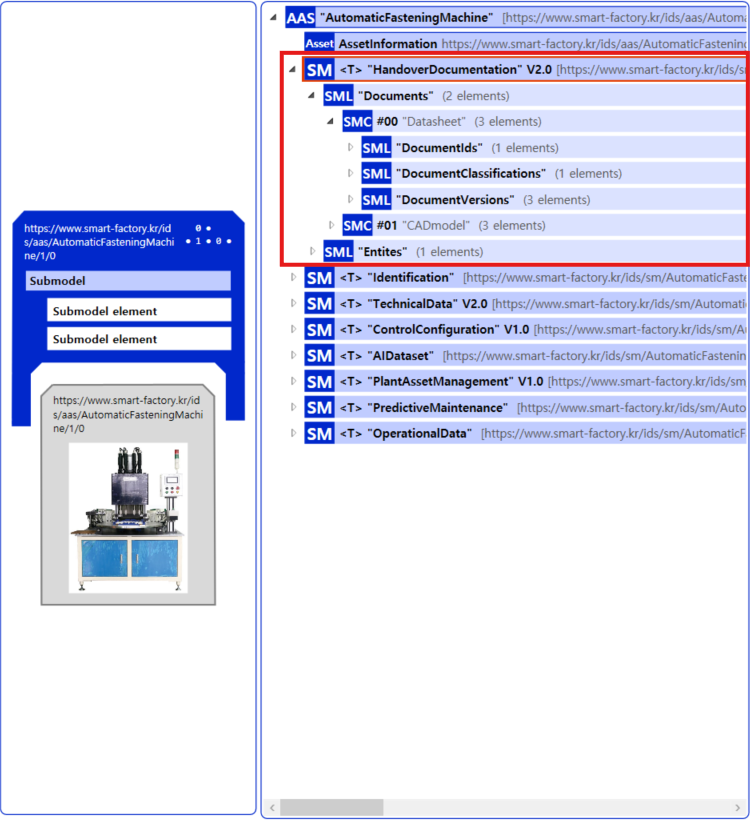 https://www.smart-factory.kr/id
s/aas/AutomaticFasteningMachi
ne/1/0
0
1 0
Submodel
Submodel element
Submodel element
https://www.smart-factory.kr/id
s/aas/AutomaticFasteningMachi
ne/1/0
AAS "AutomaticFasteningMachine" [https://www.smart-factory.kr/ids/aas/Autom
Asset AssetInformation https://www.smart-factory.kr/ids/aas/AutomaticFastening
SM <T> "HandoverDocumentation" V2.0 [https://www.smart-factory.kr/ids/s
SML "Documents" (2 elements)
SMC #00 "Datasheet" (3 elements)
SML "DocumentIds" (1 elements)
SML "DocumentClassifications" (1 elements)
SML "DocumentVersions" (3 elements)
SMC #01 "CADmodel" (3 elements)
SML "Entites" (1 elements)
SM <T> "Identification" [https://www.smart-factory.kr/ids/sm/AutomaticFaste
SM <T> "TechnicalData" V2.0 [https://www.smart-factory.kr/ids/sm/Automati
SM <T> "ControlConfiguration" V1.0 [https://www.smart-factory.kr/ids/sm/A
SM <T> "AIDataset" [https://www.smart-factory.kr/ids/sm/AutomaticFastenin
SM <T> "PlantAssetManagement" V1.0 [https://www.smart-factory.kr/ids/sm
SM <T> "PredictiveMaintenance" [https://www.smart-factory.kr/ids/sm/Auto
SM <T> "OperationalData" [https://www.smart-factory.kr/ids/sm/AutomaticF